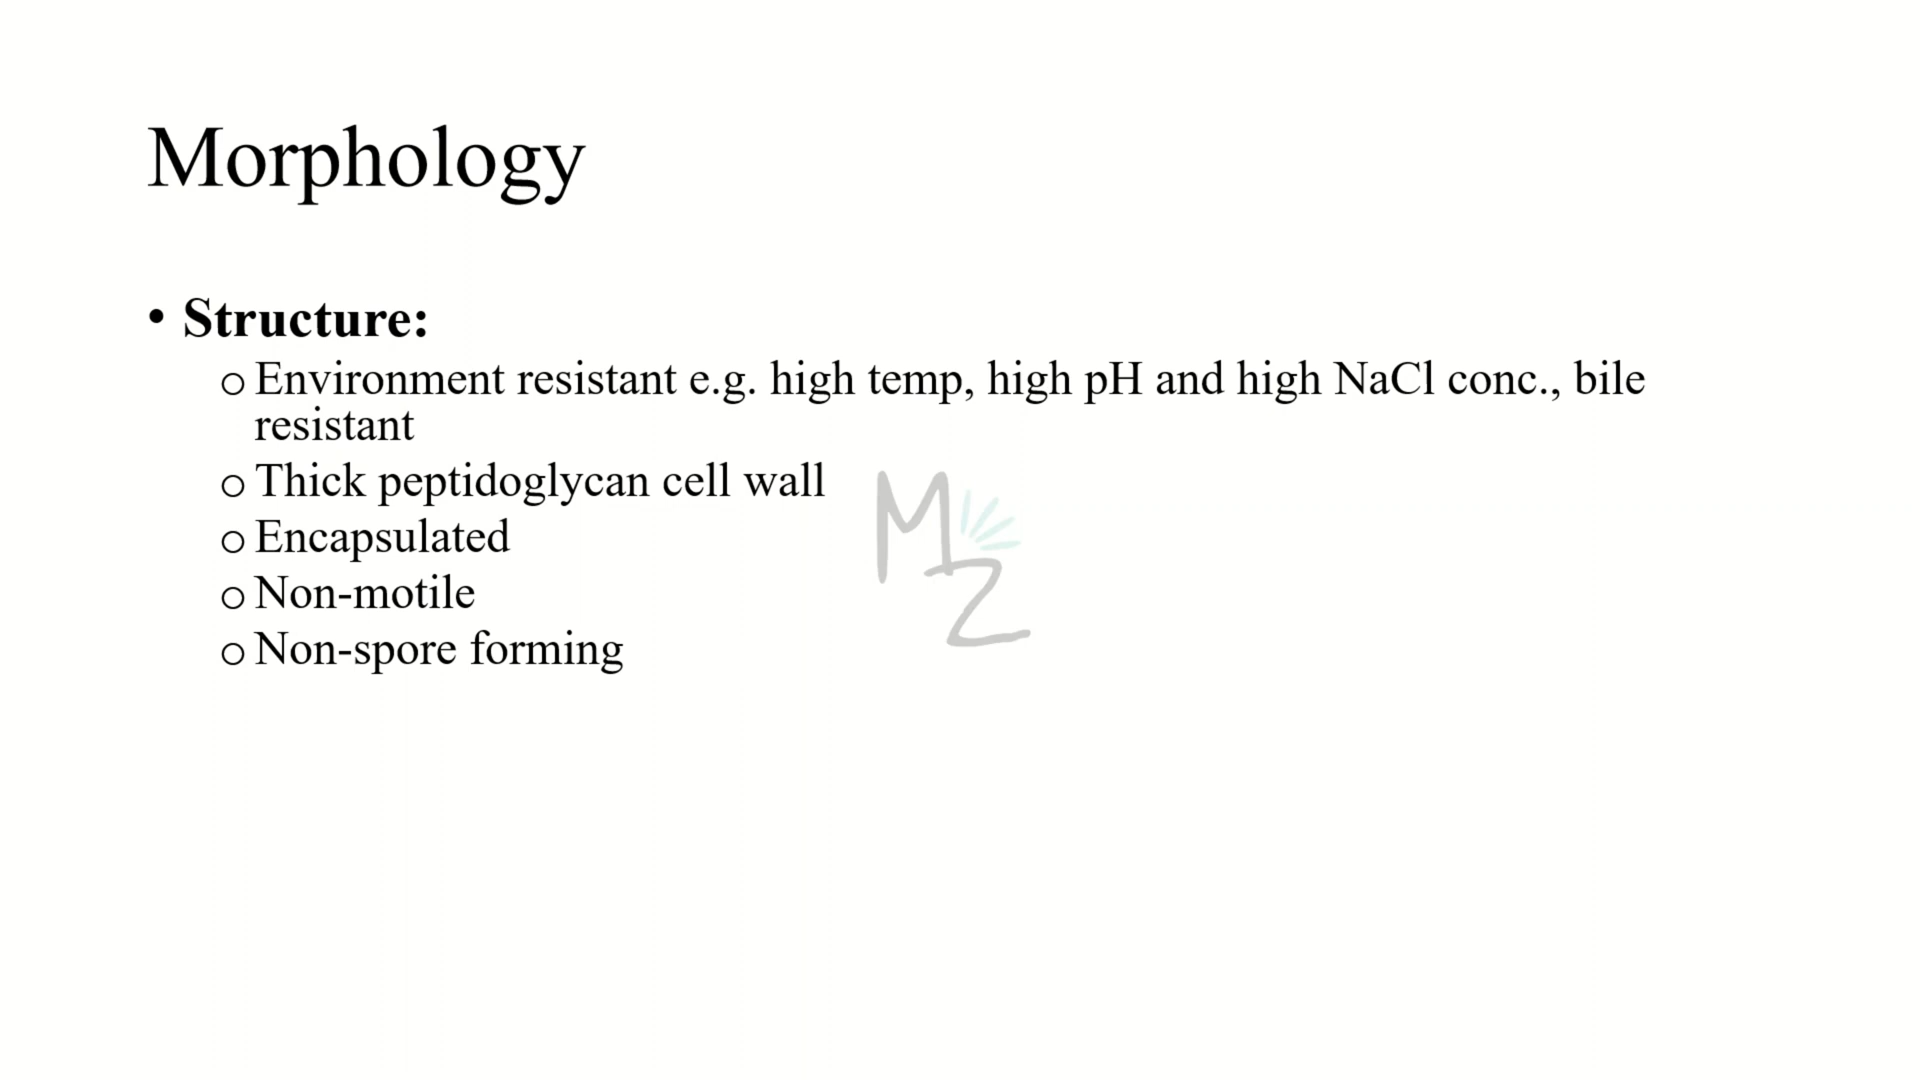 Morphology
• Structure:
o Environment resistant e.g. high temp, high pH and high NaCl conc., bile
resistant
o Thick peptidoglycan cell wall
o Encapsulated
o Non-motile
o Non-spore forming
MZ